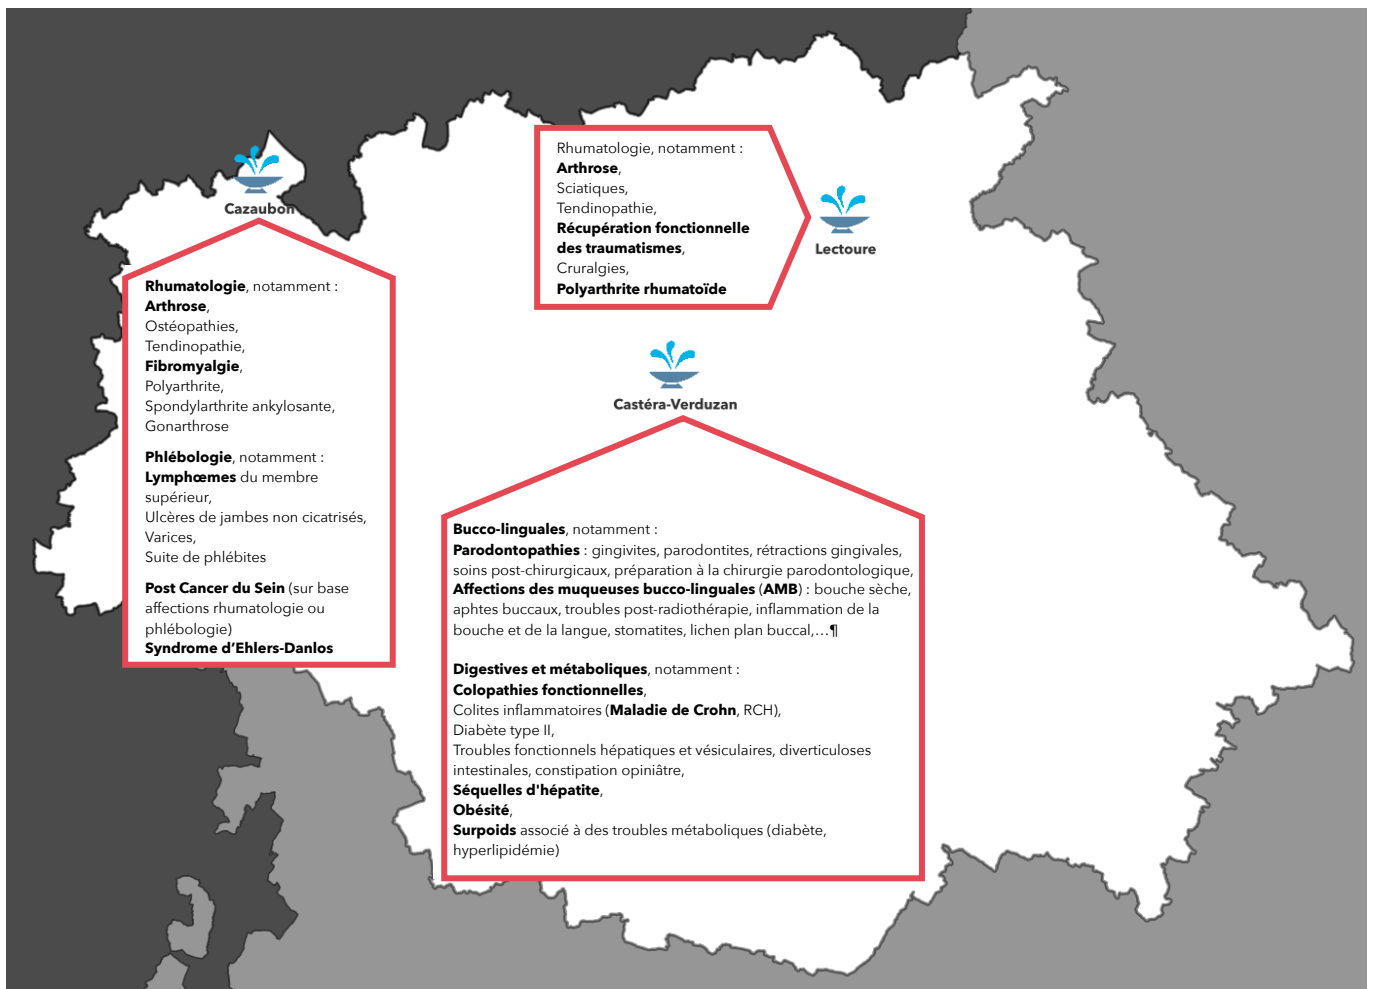 Cazaubon
Rhumatologie, notamment :
Arthrose,
Ostéopathies,
Tendinopathie,
Fibromyalgie,
Polyarthrite,
Spondylarthrite ankylosante,
Gonarthrose
Phlébologie, notamment :
Lymphœmes du membre
supérieur,
Ulcères de jambes non cicatrisés,
Varices,
Suite de phlébites
Post Cancer du Sein (sur base
affections rhumatologie ou
phlébologie)
Syndrome d’Ehlers-Danlos
Rhumatologie, notamment :
Arthrose,
Sciatiques,
Tendinopathie,
Récupération fonctionnelle
des traumatismes,
Cruralgies,
Polyarthrite rhumatoïde
Lectoure
Castéra-Verduzan
Bucco-linguales, notamment :
Parodontopathies : gingivites, parodontites, rétractions gingivales,
soins post-chirurgicaux, préparation à la chirurgie parodontologique,
Affections des muqueuses bucco-linguales (AMB) : bouche sèche,
aphtes buccaux, troubles post-radiothérapie, inflammation de la
bouche et de la langue, stomatites, lichen plan buccal,...¶
Digestives et métaboliques, notamment :
Colopathies fonctionnelles,
Colites inflammatoires (Maladie de Crohn, RCH),
Diabète type II,
Troubles fonctionnels hépatiques et vésiculaires, diverticuloses
intestinales, constipation opiniâtre,
Séquelles d'hépatite,
Obésité,
Surpoids associé à des troubles métaboliques (diabète,
hyperlipidémie)